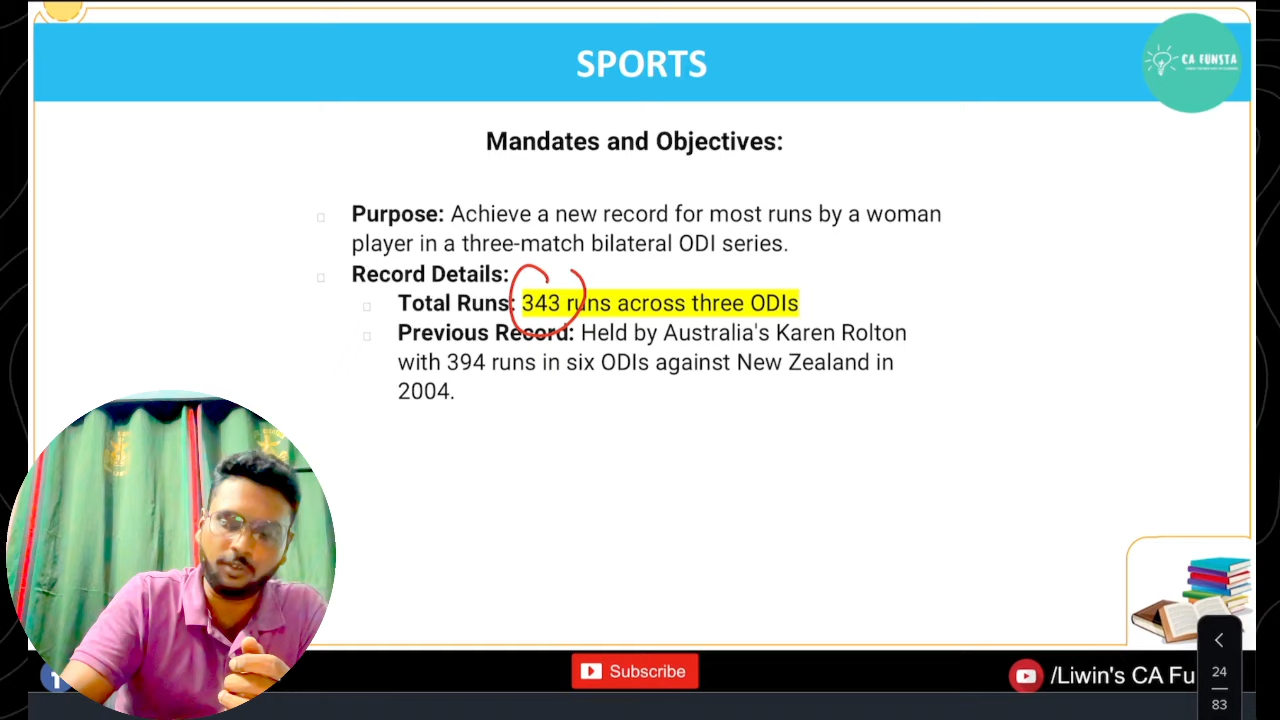 SPORTS
CA FUNSTA
Mandates and Objectives:
Purpose: Achieve a new record for most runs by a woman
player in a three-match bilateral ODI series.
Record Details:
Total Runs: 343 runs across three ODIs
Previous Record: Held by Australia's Karen Rolton
with 394 runs in six ODIs against New Zealand in
2004.
Subscribe
/Liwin's CA Fu
24
83